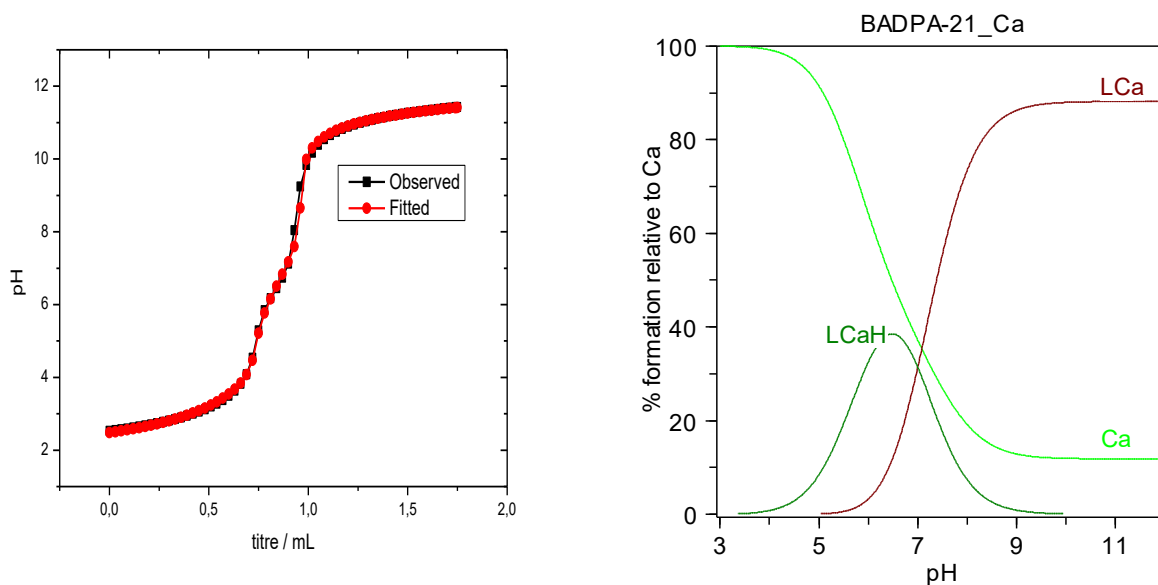 pH
12
10
8
6
4
2
0,0
0,5
1,0
1,5
2,0
titre / mL
Observed
Fitted
BADPA-21_Ca
% formation relative to Ca
100
80
60
40
20
0
LCa
LCaH
Ca
3
5
7
9
11
pH